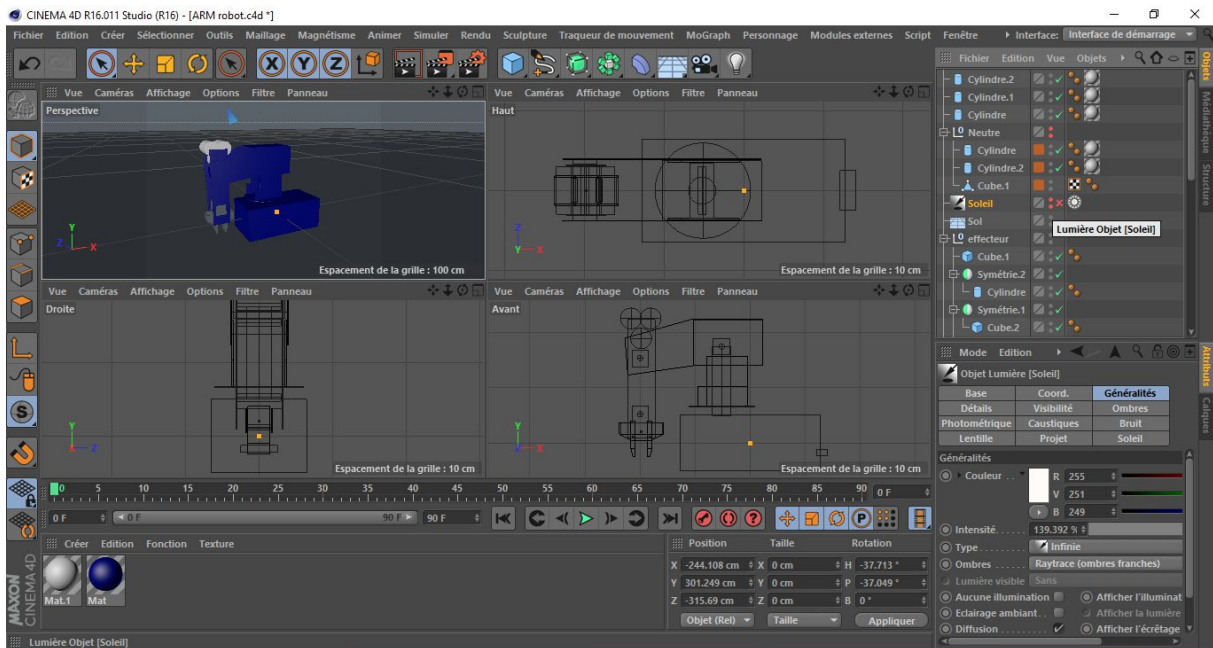 CINEMA 4D R16.011 Studio (R16) - [ARM robot.c4d *]
Fichier Edition Créer Sélectionner Outils Maillage Magnétisme Animer Simuler Rendu Sculpture Traqueur de mouvement MoGraph Personnage Modules externes Script Fenêtre Interface: Interface de démarrage
Vue Caméras Affichage Options Filtre Panneau
Perspective
Y
Z X
Espacement de la grille : 100 cm
Vue Caméras Affichage Options Filtre Panneau
Haut
Z
Y X
Espacement de la grille : 10 cm
Vue Caméras Affichage Options Filtre Panneau
Droite
Y
X Z
Espacement de la grille : 10 cm
Vue Caméras Affichage Options Filtre Panneau
Avant
Y
Z X
Espacement de la grille : 10 cm
Fichier Edition Vue Objets
Cylindre.2
Cylindre.1
Cylindre
Neutre
Cylindre
Cylindre.2
Cube.1
Soleil
Sol
Lumière Objet [Soleil]
effecteur
Cube.1
Symétrie.2
Cylindre
Symétrie.1
Cube.2
Objets
Médiathèque
Structure
Mode Edition
Objet Lumière [Soleil]
Base Coord. Généralités
Détails Visibilité Ombres
Photométrique Caustiques Bruit
Lentille Projet Soleil
Généralités
Couleur . . R 255
V 251
B 249
Intensité. . . . . . 139.392 %
Type. . . . . . . . . Infinie
Ombres . . . . . . Raytrace (ombres franches)
Lumière visible Sans
Aucune illumination Afficher l'illuminat
Eclairage ambiant. . Afficher la lumière
Diffusion . . . . . . . . . Afficher l'écrêtage
Attributs
Calques
0 5 10 15 20 25 30 35 40 45 50 55 60 65 70 75 80 85 90 0 F
0 F 0 F 90 F 90 F
Créer Edition Fonction Texture
Mat.1 Mat
Position Taille Rotation
X -244.108 cm X 0 cm H -37.713 °
Y 301.249 cm Y 0 cm P -37.049 °
Z -315.69 cm Z 0 cm B 0 °
Objet (Rel) Taille Appliquer
MAXON
CINEMA 4D
Lumière Objet [Soleil]